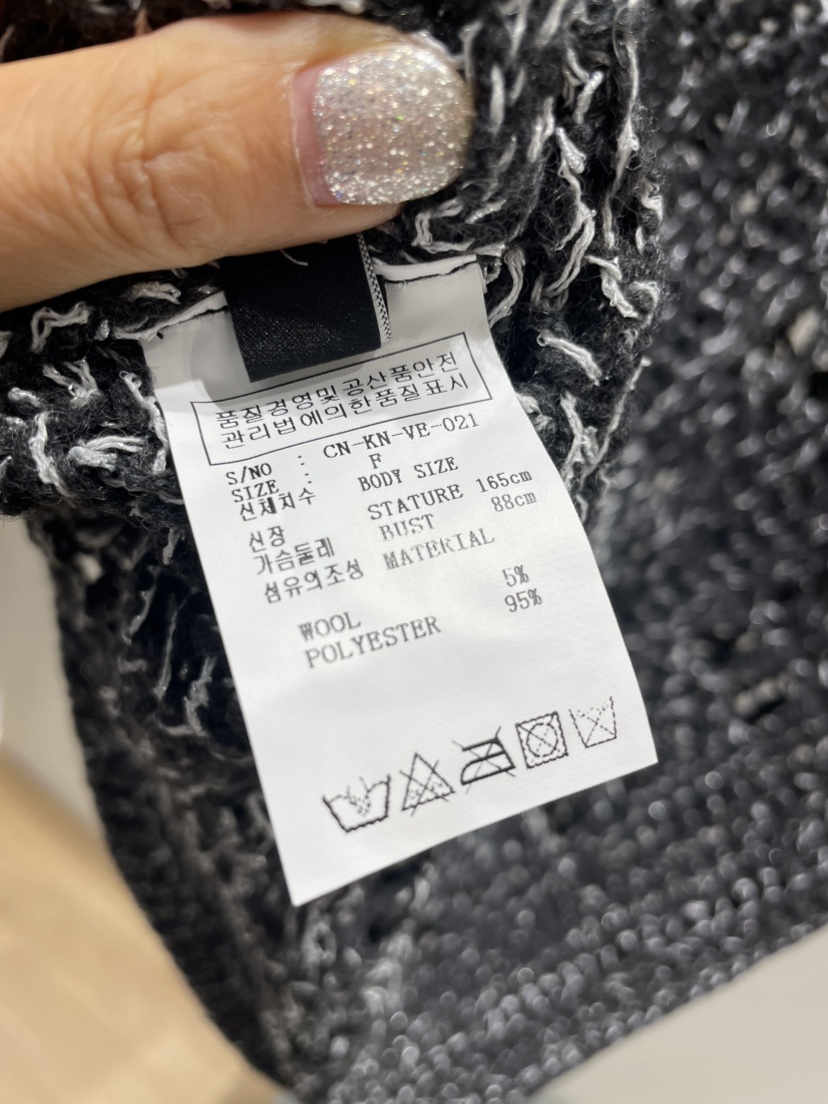 품질경영및공산품안전
관리법에의한품질표시
S/NO : CN-KN-VE-021
SIZE : F
신체치수 BODY SIZE
신장 STATURE 165cm
가슴둘레 BUST 88cm
섬유의조성 MATERIAL
WOOL 5%
POLYESTER 95%